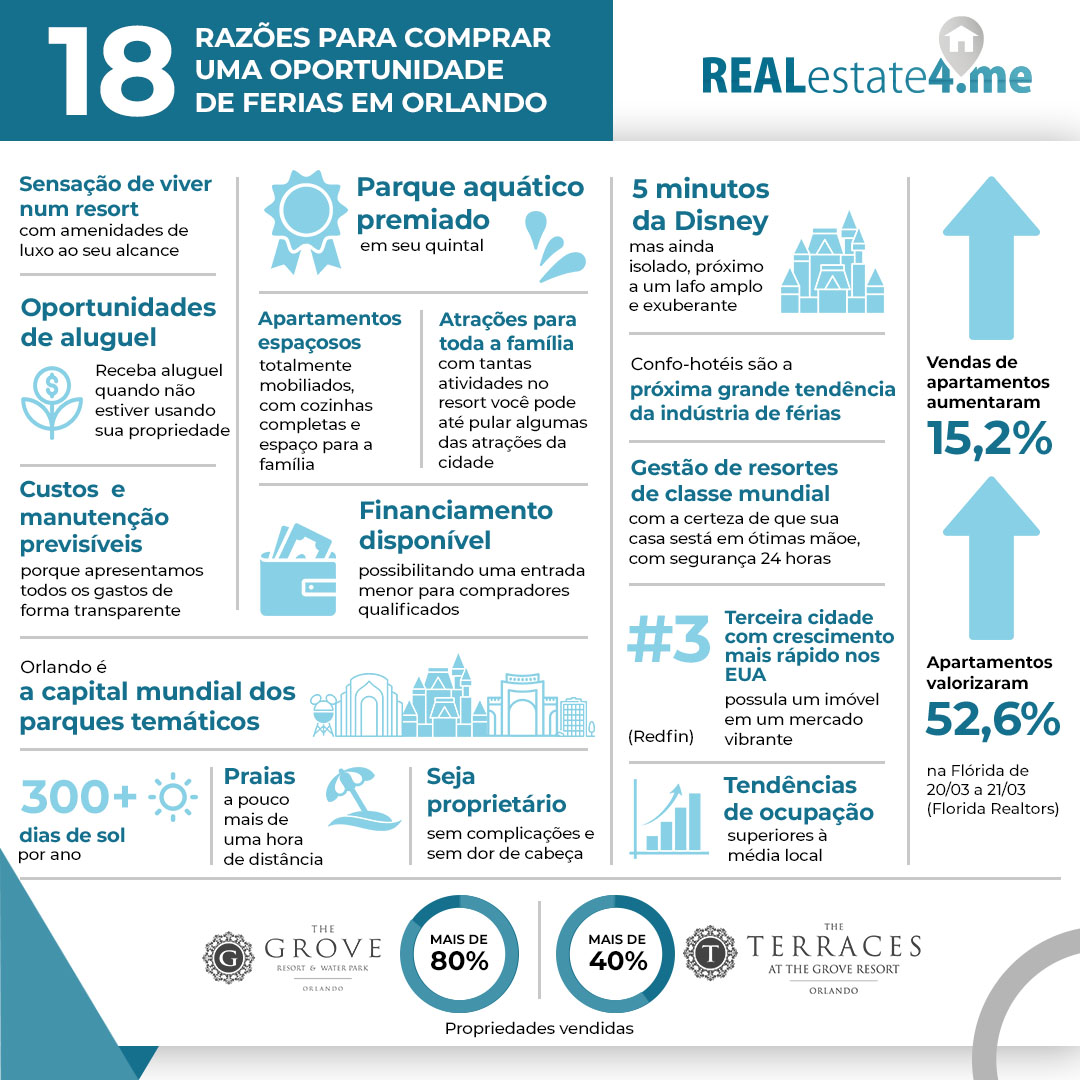 18
RAZÕES PARA COMPRAR
UMA OPORTUNIDADE
DE FERIAS EM ORLANDO
REALestate4.me
Sensação de viver
num resort
com amenidades de
luxo ao seu alcance
Oportunidades
de aluguel
$
Receba aluguel
quando não
estiver usando
sua propriedade
Custos e
manutenção
previsíveis
porque apresentamos
todos os gastos de
forma transparente
Parque aquático
premiado
em seu quintal
Apartamentos
espaçosos
totalmente
mobiliados,
com cozinhas
completas e
espaço para a
família
Atrações para
toda a família
com tantas
atividades no
resort você pode
até pular algumas
das atrações da
cidade
Financiamento
disponível
possibilitando uma entrada
menor para compradores
qualificados
Orlando é
a capital mundial dos
parques temáticos
300+
dias de sol
por ano
Praias
a pouco
mais de
uma hora
de distância
Seja
proprietário
sem complicações e
sem dor de cabeça
5 minutos
da Disney
mas ainda
isolado, próximo
a um lafo amplo
e exuberante
Confo-hotéis são a
próxima grande tendência
da indústria de férias
Gestão de resortes
de classe mundial
com a certeza de que sua
casa sestá em ótimas mãoe,
com segurança 24 horas
#3
(Redfin)
Terceira cidade
com crescimento
mais rápido nos
EUA
possula um imóvel
em um mercado
vibrante
Tendências
de ocupação
superiores à
média local
Vendas de
apartamentos
aumentaram
15,2%
Apartamentos
valorizaram
52,6%
na Flórida de
20/03 a 21/03
(Florida Realtors)
G
THE
GROVE
RESORT & WATER PARK
ORLANDO
MAIS DE
80%
MAIS DE
40%
T
THE
TERRACES
AT THE GROVE RESORT
ORLANDO
Propriedades vendidas